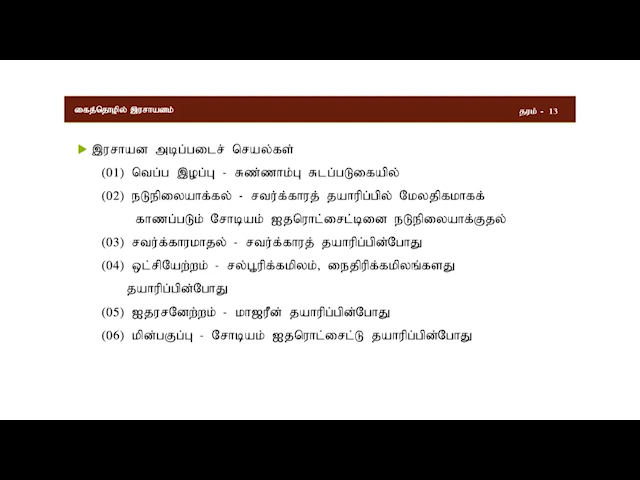 கைத்தொழில் இரசாயனம்
தரம் - 13
இரசாயன அடிப்படைச் செயல்கள்
(01) வெப்ப இழப்பு - சுண்ணாம்பு சுடப்படுகையில்
(02) நடுநிலையாக்கல் - சவர்க்காரத் தயாரிப்பில் மேலதிகமாகக்
காணப்படும் சோடியம் ஐதரொட்சைட்டினை நடுநிலையாக்குதல்
(03) சவர்க்காரமாதல் - சவர்க்காரத் தயாரிப்பின்போது
(04) ஒட்சியேற்றம் - சல்பூரிக்கமிலம், நைதிரிக்கமிலங்களது
தயாரிப்பின்போது
(05) ஐதரசனேற்றம் - மாஜரீன் தயாரிப்பின்போது
(06) மின்பகுப்பு - சோடியம் ஐதரொட்சைட்டு தயாரிப்பின்போது